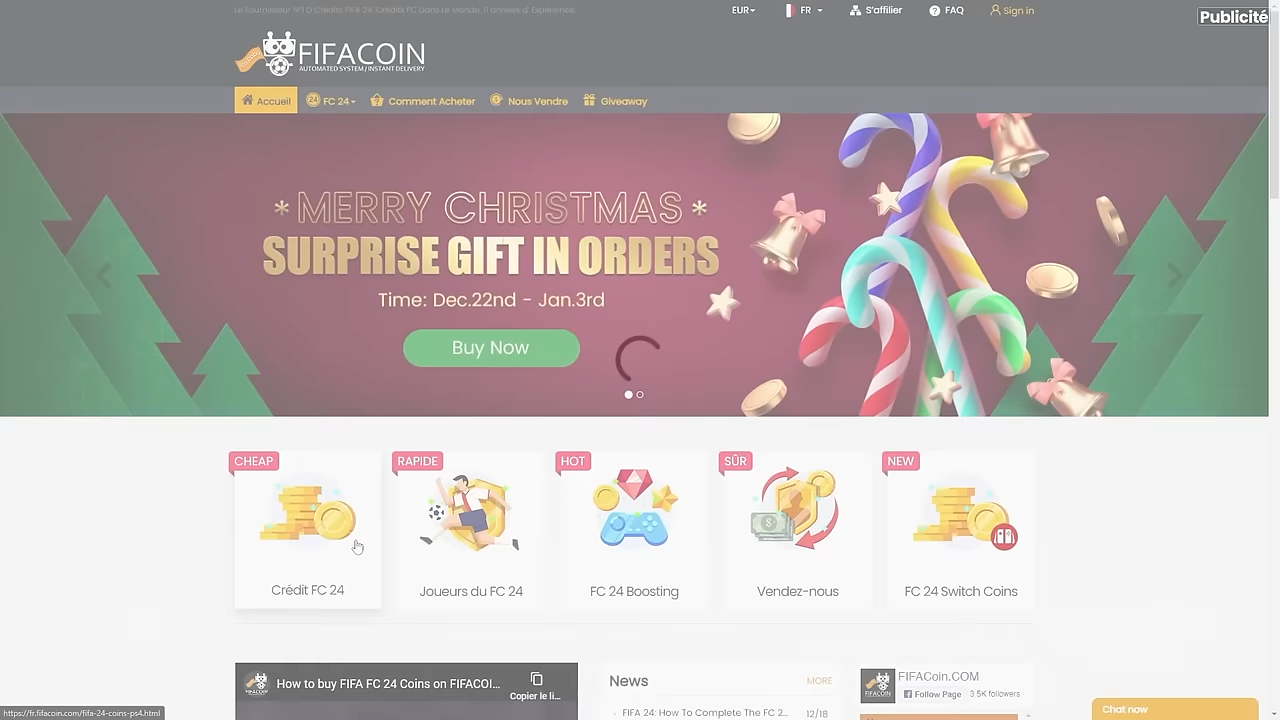 Le Fournisseur N°1 D Credits FIFA 24. Crédits FC Dans Le Monde, 11 annees d' Expérience.
EUR
FR
S'affilier
FAQ
Sign in
Publicité
FIFACOIN
AUTOMATED SYSTEM/INSTANT DELIVERY
Accueil
FC 24
Comment Acheter
Nous Vendre
Giveaway
*MERRY CHRISTMAS*
SURPRISE GIFT IN ORDERS
Time: Dec.22nd - Jan.3rd
Buy Now
CHEAP
RAPIDE
HOT
SÛR
NEW
Crédit FC 24
Joueurs du FC 24
FC 24 Boosting
Vendez-nous
FC 24 Switch Coins
How to buy FIFA FC 24 Coins on FIFACOI...
Copier le li...
News
MORE
FIFA 24: How To Complete The FC 2...
12/18
FIFACoin.COM
Follow Page
3.5K followers
Chat now
https://fr.fifacoin.com/fifa-24-coins-ps4.html